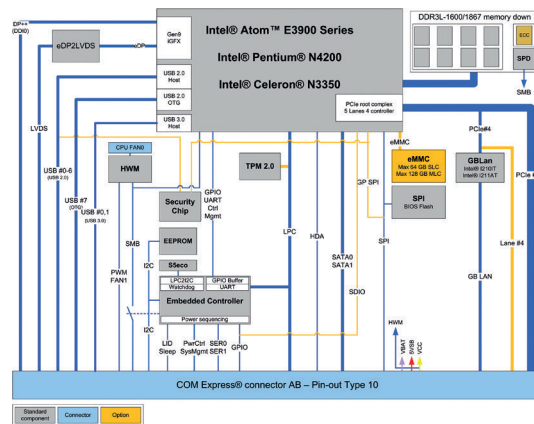 DP++
(DDI0)
Gen9
IGFX
Intel® Atom™ E3900 Series
Intel® Pentium® N4200
Intel® Celeron® N3350
DDR3L-1600/1867 memory down
ECC
SPD
SMB
eDP2LVDS
eDP
USB 2.0
Host
USB 2.0
OTG
USB 3.0
Host
PCIe root complex
5 Lanes 4 controller
LVDS
CPU FAN0
HWM
TPM 2.0
eMMC
eMMC
Max 64 GB SLC
Max 128 GB MLC
PCIe#4
GBLan
Intel® I210IT
Intel® I211AT
PCIe
USB #0-6
(USB 2.0)
USB #7
(OTG)
USB #0,1
(USB 3.0)
Security
Chip
GPIO
UART
Ctrl
Mgmt
GP SPI
SPI
BIOS Flash
SMB
EEPROM
LPC
HDA
SATA0
SATA1
SPI
Lane #4
I2C
S5eco
LPC2I2C
GPIO Buffer
Watchdog
UART
Embedded Controller
Power sequencing
PWM
FAN1
SDIO
GB LAN
I2C
HWM
VBAT
5VSB
VCC
LID
Sleep
PwrCtrl
SysMgmt
SER0
SER1
GPIO
COM Express® connector AB – Pin-out Type 10
Standard
component
Connector
Option